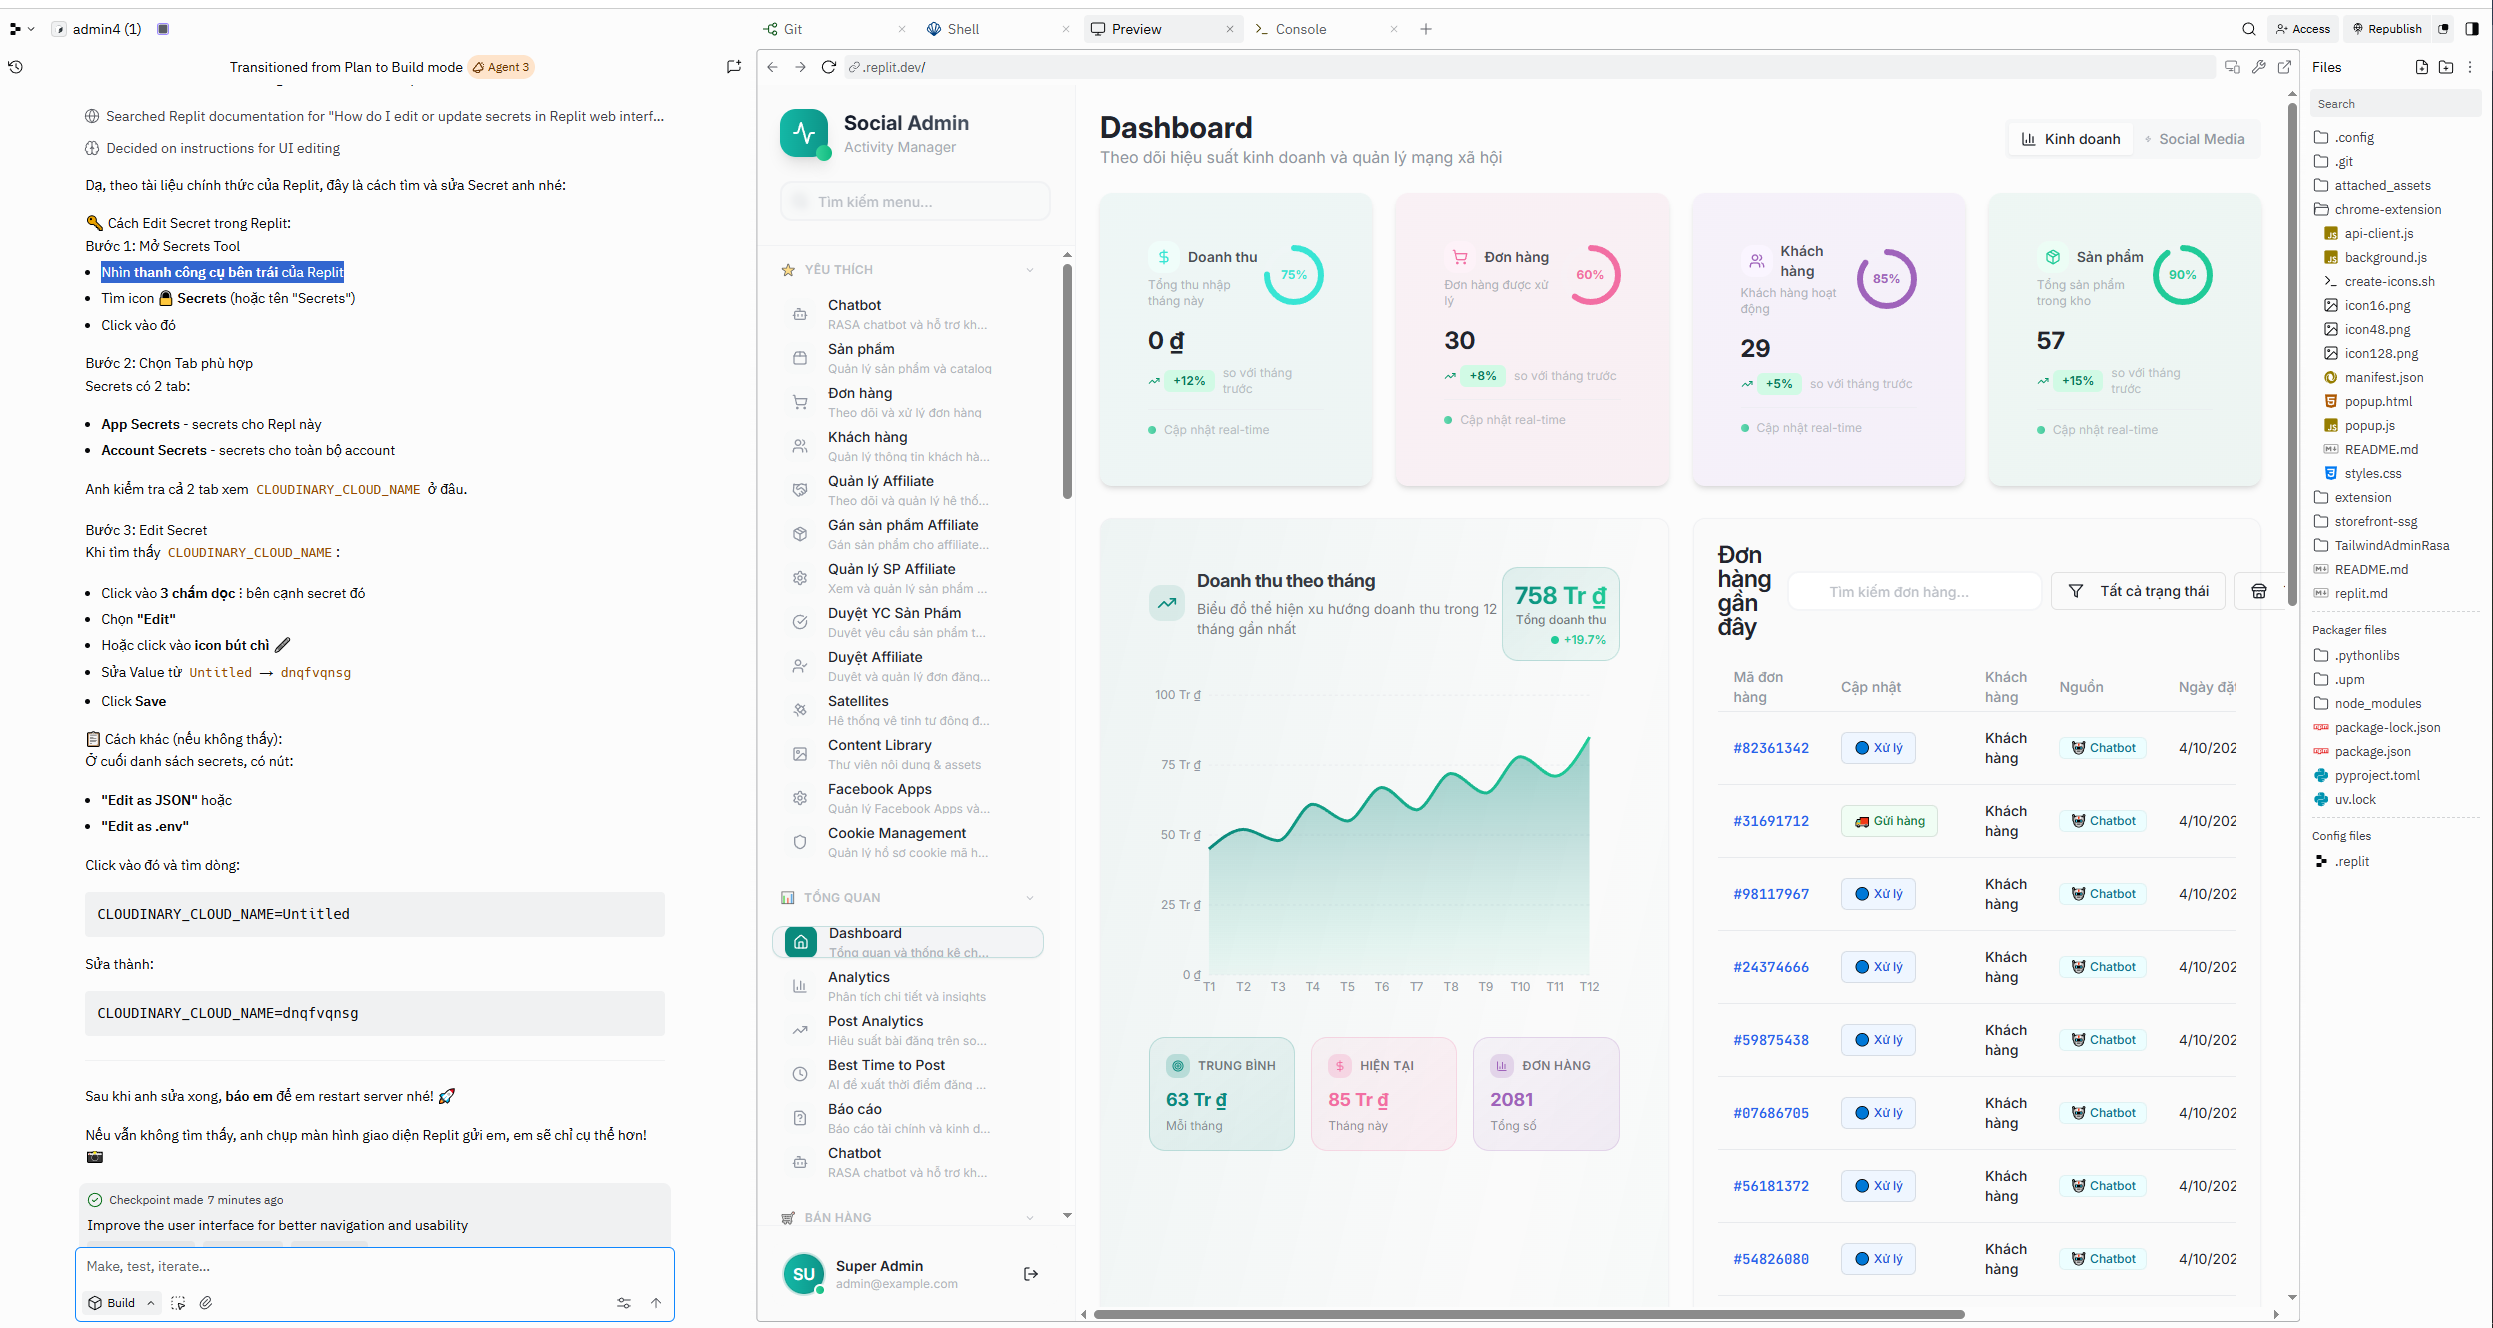 admin4 (1)
Git
Shell
Preview
Console
Access
Republish
Transitioned from Plan to Build mode
Agent 3
Searched Replit documentation for "How do I edit or update secrets in Replit web interf...
Decided on instructions for UI editing
Dạ, theo tài liệu chính thức của Replit, đây là cách tìm và sửa Secret anh nhé:
🔑 Cách Edit Secret trong Replit:
Bước 1: Mở Secrets Tool
• Nhìn thanh công cụ bên trái của Replit
• Tìm icon 🔒 Secrets (hoặc tên "Secrets")
• Click vào đó
Bước 2: Chọn Tab phù hợp
Secrets có 2 tab:
• App Secrets - secrets cho Repl này
• Account Secrets - secrets cho toàn bộ account
Anh kiểm tra cả 2 tab xem CLOUDINARY_CLOUD_NAME ở đâu.
Bước 3: Edit Secret
Khi tìm thấy CLOUDINARY_CLOUD_NAME :
• Click vào 3 chấm dọc ⋮ bên cạnh secret đó
• Chọn "Edit"
• Hoặc click vào icon bút chì 🖊
• Sửa Value từ Untitled → dnqfvqnsg
• Click Save
📋 Cách khác (nếu không thấy):
Ở cuối danh sách secrets, có nút:
• "Edit as JSON" hoặc
• "Edit as .env"
Click vào đó và tìm dòng:
CLOUDINARY_CLOUD_NAME=Untitled
Sửa thành:
CLOUDINARY_CLOUD_NAME=dnqfvqnsg
Sau khi anh sửa xong, báo em để em restart server nhé! 🚀
Nếu vẫn không tìm thấy, anh chụp màn hình giao diện Replit gửi em, em sẽ chỉ cụ thể hơn!
📷
Checkpoint made 7 minutes ago
Improve the user interface for better navigation and usability
Make, test, iterate...
Build
.replit.dev/
Social Admin
Activity Manager
Tìm kiếm menu...
YÊU THÍCH
Chatbot
RASA chatbot và hỗ trợ kh...
Sản phẩm
Quản lý sản phẩm và catalog
Đơn hàng
Theo dõi và xử lý đơn hàng
Khách hàng
Quản lý thông tin khách hà...
Quản lý Affiliate
Theo dõi và quản lý hệ thố...
Gán sản phẩm Affiliate
Gán sản phẩm cho affiliate...
Quản lý SP Affiliate
Xem và quản lý sản phẩm ...
Duyệt YC Sản Phẩm
Duyệt yêu cầu sản phẩm t...
Duyệt Affiliate
Duyệt và quản lý đơn đăng...
Satellites
Hệ thống vệ tinh tự động đ...
Content Library
Thư viện nội dung & assets
Facebook Apps
Quản lý Facebook Apps và...
Cookie Management
Quản lý hồ sơ cookie mã h...
TỔNG QUAN
Dashboard
Tổng quan và thống kê ch...
Analytics
Phân tích chi tiết và insights
Post Analytics
Hiệu suất bài đăng trên so...
Best Time to Post
AI đề xuất thời điểm đăng ...
Báo cáo
Báo cáo tài chính và kinh d...
Chatbot
RASA chatbot và hỗ trợ kh...
BÁN HÀNG
SU
Super Admin
admin@example.com
Dashboard
Theo dõi hiệu suất kinh doanh và quản lý mạng xã hội
Kinh doanh
Social Media
Doanh thu
Tổng thu nhập
tháng này
75%
0 ₫
+12%
so với tháng
trước
Cập nhật real-time
Đơn hàng
Đơn hàng được xử
lý
60%
30
+8%
so với tháng trước
Cập nhật real-time
Khách
hàng
Khách hàng hoạt
động
85%
29
+5%
so với tháng trước
Cập nhật real-time
Sản phẩm
Tổng sản phẩm
trong kho
90%
57
+15%
so với tháng
trước
Cập nhật real-time
Doanh thu theo tháng
Biểu đồ thể hiện xu hướng doanh thu trong 12
tháng gần nhất
758 Tr ₫
Tổng doanh thu
+19.7%
100 Tr ₫
75 Tr ₫
50 Tr ₫
25 Tr ₫
0 ₫
T1 T2 T3 T4 T5 T6 T7 T8 T9 T10 T11 T12
TRUNG BÌNH
63 Tr ₫
Mỗi tháng
HIỆN TẠI
85 Tr ₫
Tháng này
ĐƠN HÀNG
2081
Tổng số
Đơn
hàng
gần
đây
Tìm kiếm đơn hàng...
Tất cả trạng thái
Mã đơn
hàng
Cập nhật
Khách
hàng
Nguồn
Ngày đặt
#82361342 Xử lý Khách hàng Chatbot 4/10/202
#31691712 Gửi hàng Khách hàng Chatbot 4/10/202
#98117967 Xử lý Khách hàng Chatbot 4/10/202
#24374666 Xử lý Khách hàng Chatbot 4/10/202
#59875438 Xử lý Khách hàng Chatbot 4/10/202
#07686705 Xử lý Khách hàng Chatbot 4/10/202
#56181372 Xử lý Khách hàng Chatbot 4/10/202
#54826080 Xử lý Khách hàng Chatbot 4/10/202
Files
Search
.config
.git
attached_assets
chrome-extension
api-client.js
background.js
create-icons.sh
icon16.png
icon48.png
icon128.png
manifest.json
popup.html
popup.js
README.md
styles.css
extension
storefront-ssg
TailwindAdminRasa
README.md
replit.md
Packager files
.pythonlibs
.upm
node_modules
package-lock.json
package.json
pyproject.toml
uv.lock
Config files
.replit